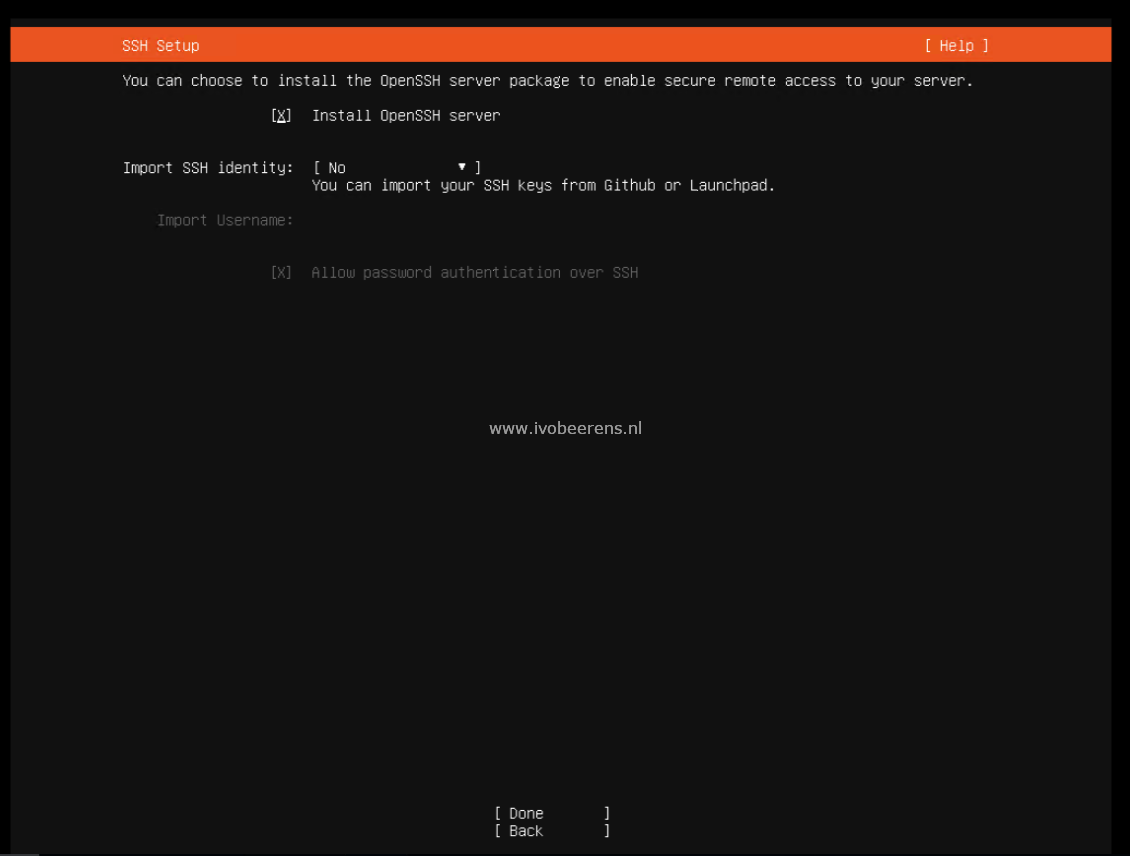 SSH Setup [ Help ]
You can choose to install the OpenSSH server package to enable secure remote access to your server.
[X] Install OpenSSH server
Import SSH identity: [ No ▾ ]
You can import your SSH keys from Github or Launchpad.
Import Username:
[X] Allow password authentication over SSH
www.ivobeerens.nl
[ Done ]
[ Back ]